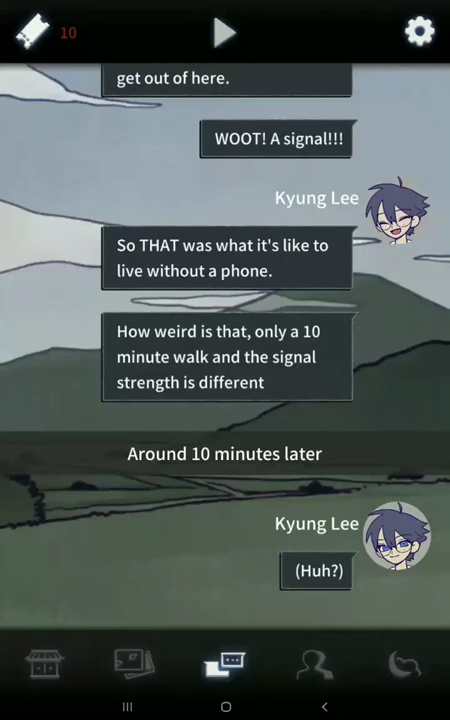 10
get out of here.
WOOT! A signal!!!
Kyung Lee
So THAT was what it's like to
live without a phone.
How weird is that, only a 10
minute walk and the signal
strength is different
Around 10 minutes later
Kyung Lee
(Huh?)